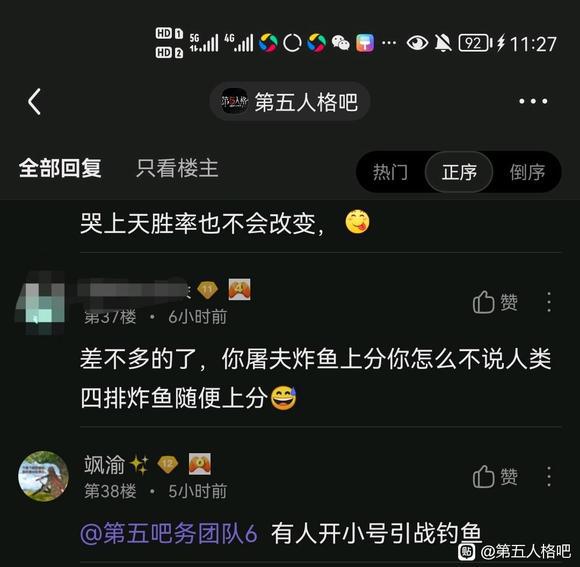 HD 1 5G 4G 92 11:27
HD 2
第五人格吧
全部回复 只看楼主 热门 正序 倒序
哭上天胜率也不会改变，😋
11 4
第37楼 · 6小时前 赞
差不多的了，你屠夫炸鱼上分你怎么不说人类
四排炸鱼随便上分😅
飒渝✨ 12
第38楼 · 5小时前 赞
@第五吧务团队6 有人开小号引战钓鱼
贴 @第五人格吧